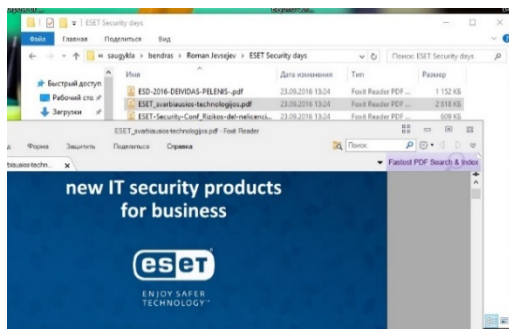 ESET Security days
Файл Главная Поделиться Вид
« saugykla › bendras › Roman Jevsejev › ESET Security days
Поиск: ESET Security days
Имя Дата изменения Тип Размер
Быстрый доступ
Рабочий сто
Загрузки
ESD-2016-DEIVIDAS-PELENIS-.pdf 23.09.2016 13:24 Foxit Reader PDF ... 1 152 КБ
ESET_svarbiausios-technologijos.pdf 23.09.2016 13:24 Foxit Reader PDF ... 2 818 КБ
ESET-Security-Conf_Rizikos-del-nelicenci... 23.09.2016 13:24 Foxit Reader PDF ... 609 КБ
ESET_svarbiausios-technologijos.pdf - Foxit Reader
Форма Защитить Поделиться Справка
Поиск
biausios-techn...
Fastest PDF Search & Index
new IT security products
for business
eset
ENJOY SAFER
TECHNOLOGY™